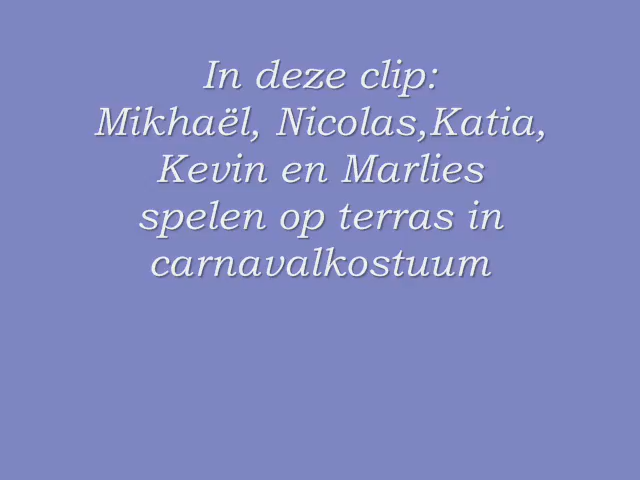 In deze clip:
Mikhaël, Nicolas,Katia,
Kevin en Marlies
spelen op terras in
carnavalkostuum